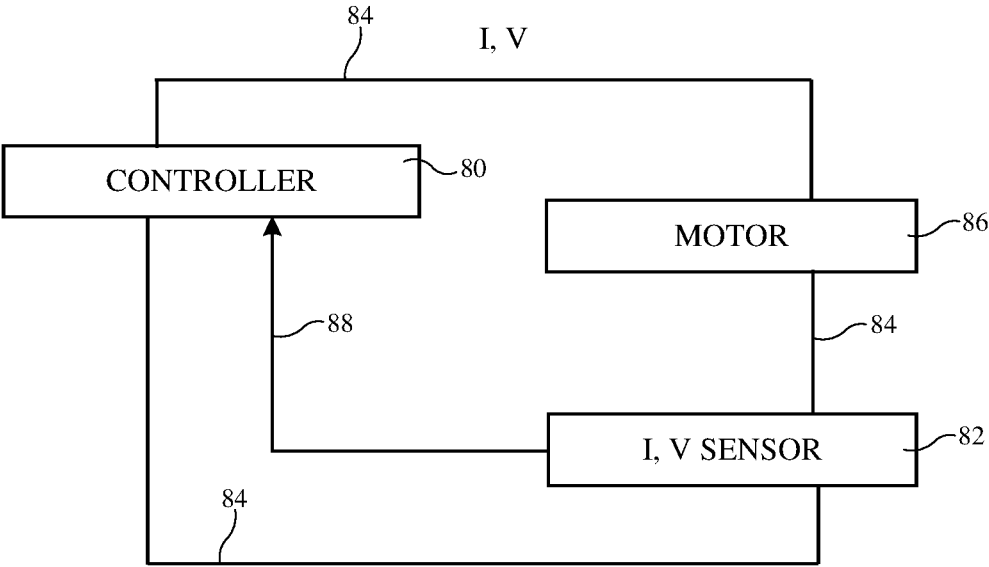 84
I, V
CONTROLLER
80
MOTOR
86
88
84
I, V SENSOR
82
84